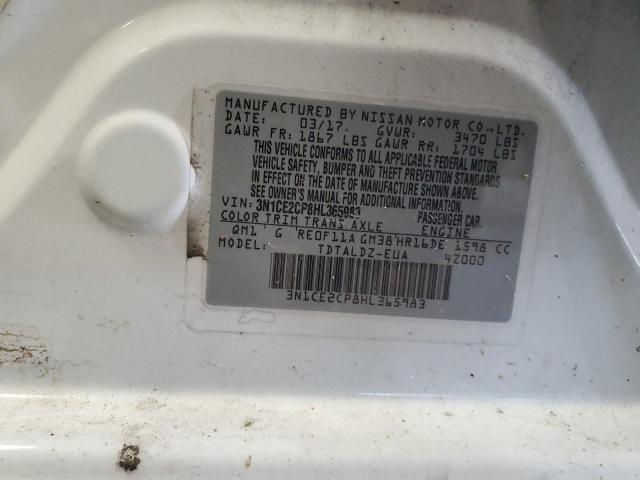 MANUFACTURED BY NISSAN MOTOR CO., LTD.
DATE: 03/17. GVWR: 3470 LBS
GAWR FR: 1867 LBS GAWR RR: 1704 LBS
THIS VEHICLE CONFORMS TO ALL APPLICABLE FEDERAL MOTOR
VEHICLE SAFETY, BUMPER AND THEFT PREVENTION STANDARDS
IN EFFECT ON THE DATE OF MANUFACTURE SHOWN ABOVE.
SEE OWNER'S MANUAL FOR ADDITIONAL INFORMATION
VIN: 3N1CE2CP8HL365983 PASSENGER CAR
COLOR TRIM TRANS AXLE ENGINE
QM1 G RE0F11A GM38 HR16DE 1598 CC
MODEL: TDTALDZ-EUA 4Z000
3N1CE2CP8HL365983